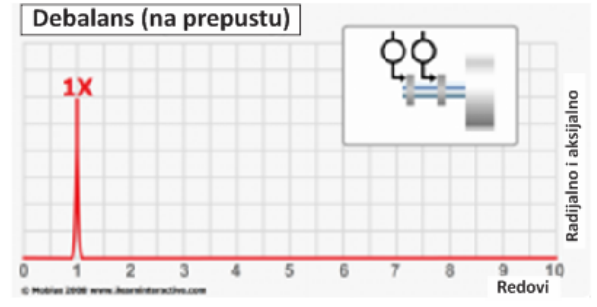 Debalans (na prepustu)
1X
Radijalno i aksijalno
0 1 2 3 4 5 6 7 8 9 10
Redovi
© Mobius 2008 www.ilearninteractive.com